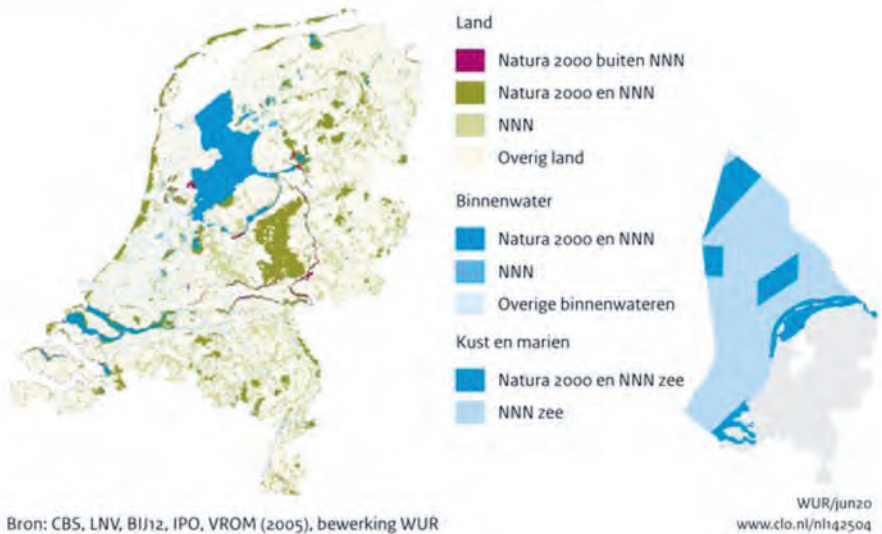 Land
Natura 2000 buiten NNN
Natura 2000 en NNN
NNN
Overig land
Binnenwater
Natura 2000 en NNN
NNN
Overige binnenwateren
Kust en marien
Natura 2000 en NNN zee
NNN zee
Bron: CBS, LNV, BIJ12, IPO, VROM (2005), bewerking WUR
WUR/jun20
www.clo.nl/nl142504